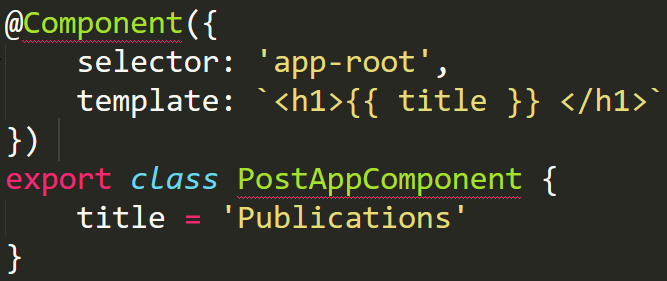 @Component({
    selector: 'app-root',
    template: `<h1>{{ title }} </h1>`
})
export class PostAppComponent {
    title = 'Publications'
}